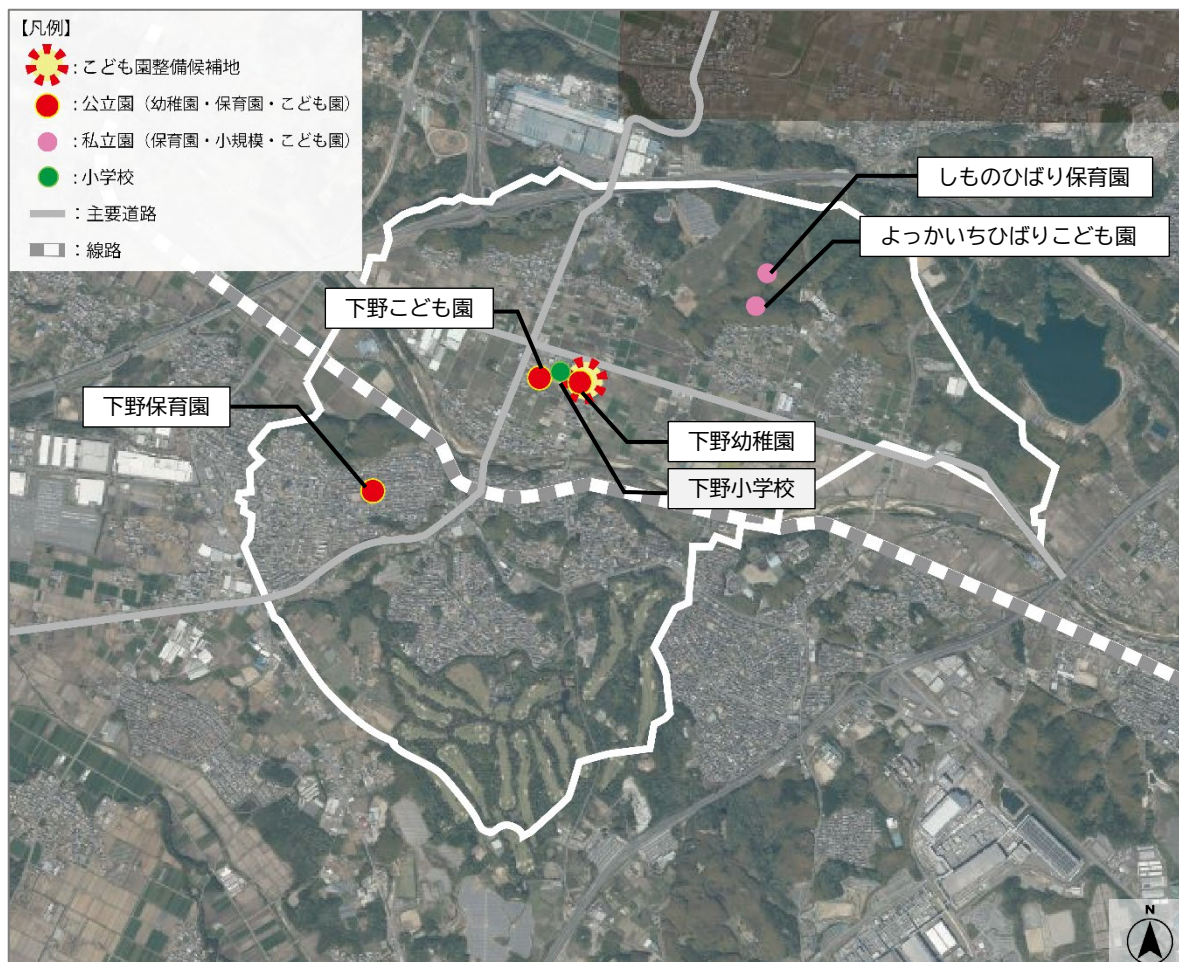 【凡例】
：こども園整備候補地
：公立園（幼稚園・保育園・こども園）
：私立園（保育園・小規模・こども園）
：小学校
：主要道路
：線路
しものひばり保育園
よっかいちひばりこども園
下野こども園
下野保育園
下野幼稚園
下野小学校
N